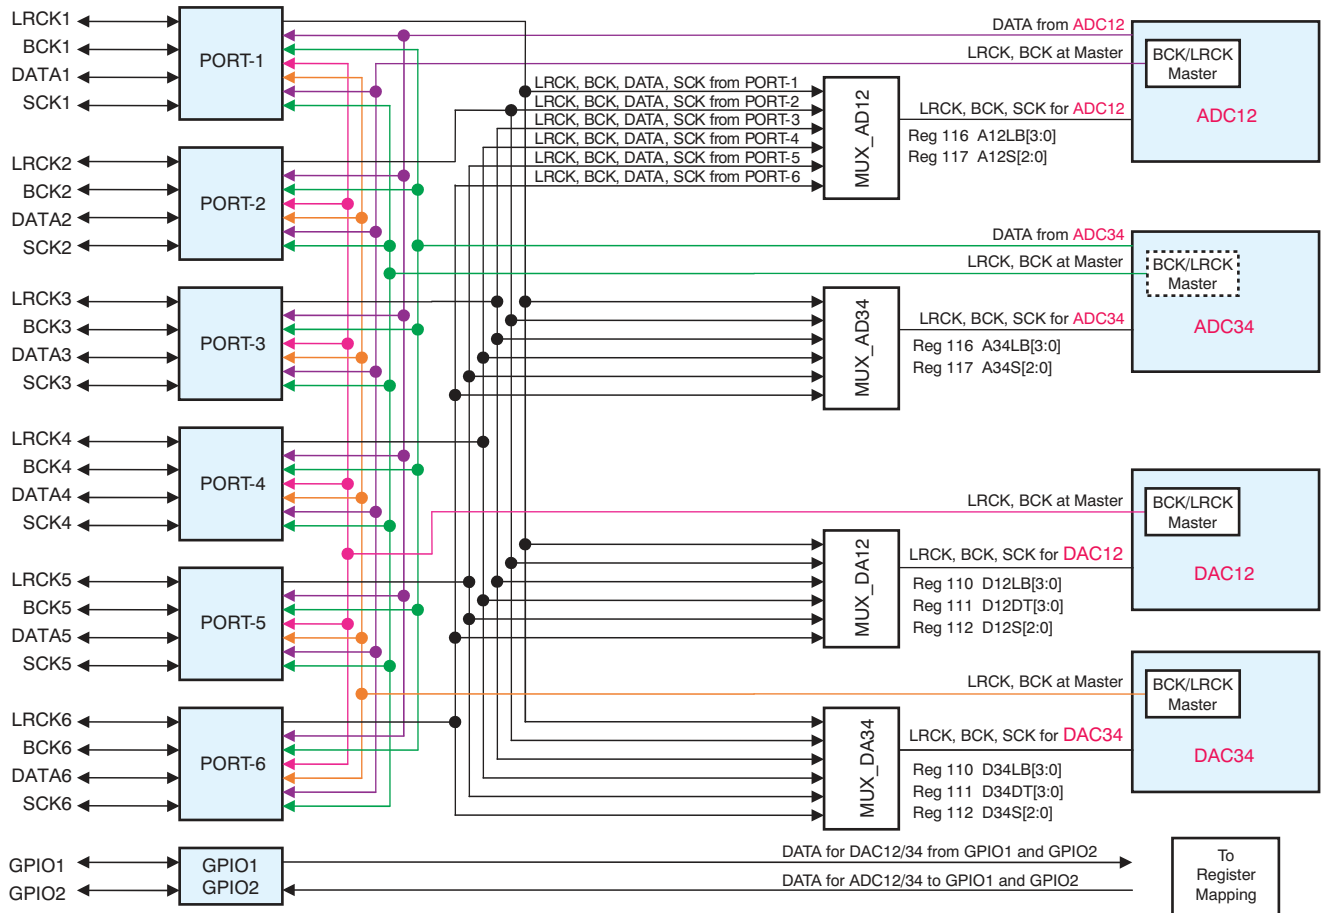 LRCK1
BCK1
DATA1
SCK1
PORT-1
LRCK2
BCK2
DATA2
SCK2
PORT-2
LRCK3
BCK3
DATA3
SCK3
PORT-3
LRCK4
BCK4
DATA4
SCK4
PORT-4
LRCK5
BCK5
DATA5
SCK5
PORT-5
LRCK6
BCK6
DATA6
SCK6
PORT-6
GPIO1
GPIO2
GPIO1
GPIO2
LRCK, BCK, DATA, SCK from PORT-1
LRCK, BCK, DATA, SCK from PORT-2
LRCK, BCK, DATA, SCK from PORT-3
LRCK, BCK, DATA, SCK from PORT-4
LRCK, BCK, DATA, SCK from PORT-5
LRCK, BCK, DATA, SCK from PORT-6
MUX_AD12
DATA from ADC12
LRCK, BCK at Master
LRCK, BCK, SCK for ADC12
Reg 116 A12LB[3:0]
Reg 117 A12S[2:0]
BCK/LRCK
Master
ADC12
MUX_AD34
DATA from ADC34
LRCK, BCK at Master
LRCK, BCK, SCK for ADC34
Reg 116 A34LB[3:0]
Reg 117 A34S[2:0]
BCK/LRCK
Master
ADC34
MUX_DA12
LRCK, BCK at Master
LRCK, BCK, SCK for DAC12
Reg 110 D12LB[3:0]
Reg 111 D12DT[3:0]
Reg 112 D12S[2:0]
BCK/LRCK
Master
DAC12
MUX_DA34
LRCK, BCK at Master
LRCK, BCK, SCK for DAC34
Reg 110 D34LB[3:0]
Reg 111 D34DT[3:0]
Reg 112 D34S[2:0]
BCK/LRCK
Master
DAC34
DATA for DAC12/34 from GPIO1 and GPIO2
DATA for ADC12/34 to GPIO1 and GPIO2
To
Register
Mapping